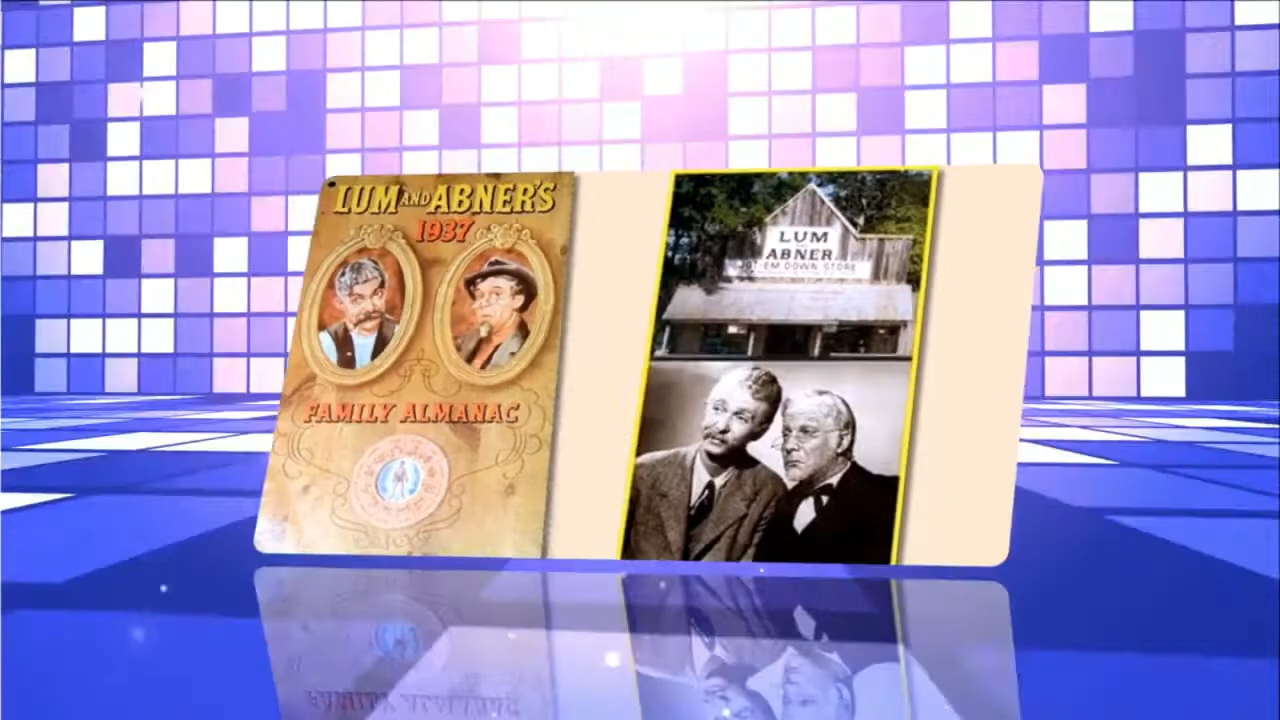 LUM AND ABNER'S
1937
FAMILY ALMANAC
LUM
ABNER
JOT 'EM DOWN STORE